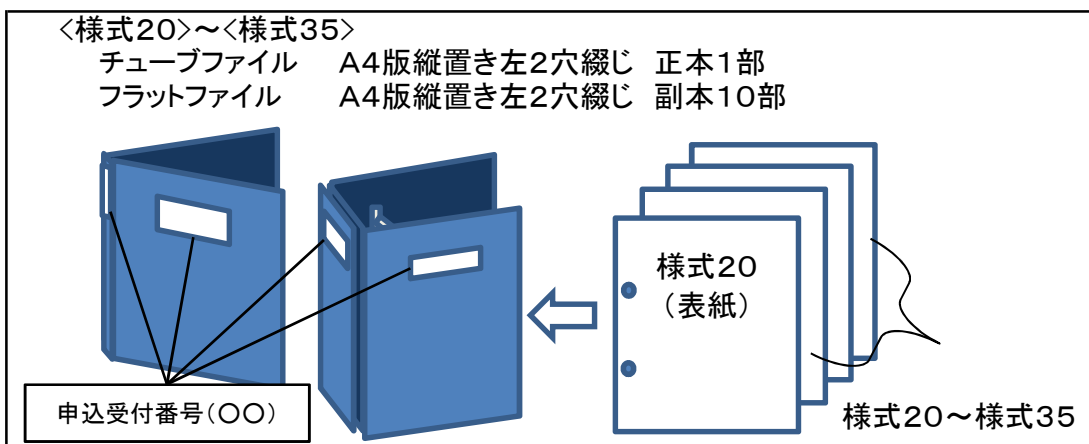 <様式20>～<様式35>
チューブファイル　A4版縦置き左2穴綴じ　正本1部
フラットファイル　A4版縦置き左2穴綴じ　副本10部
様式20
（表紙）
申込受付番号(〇〇)
様式20～様式35